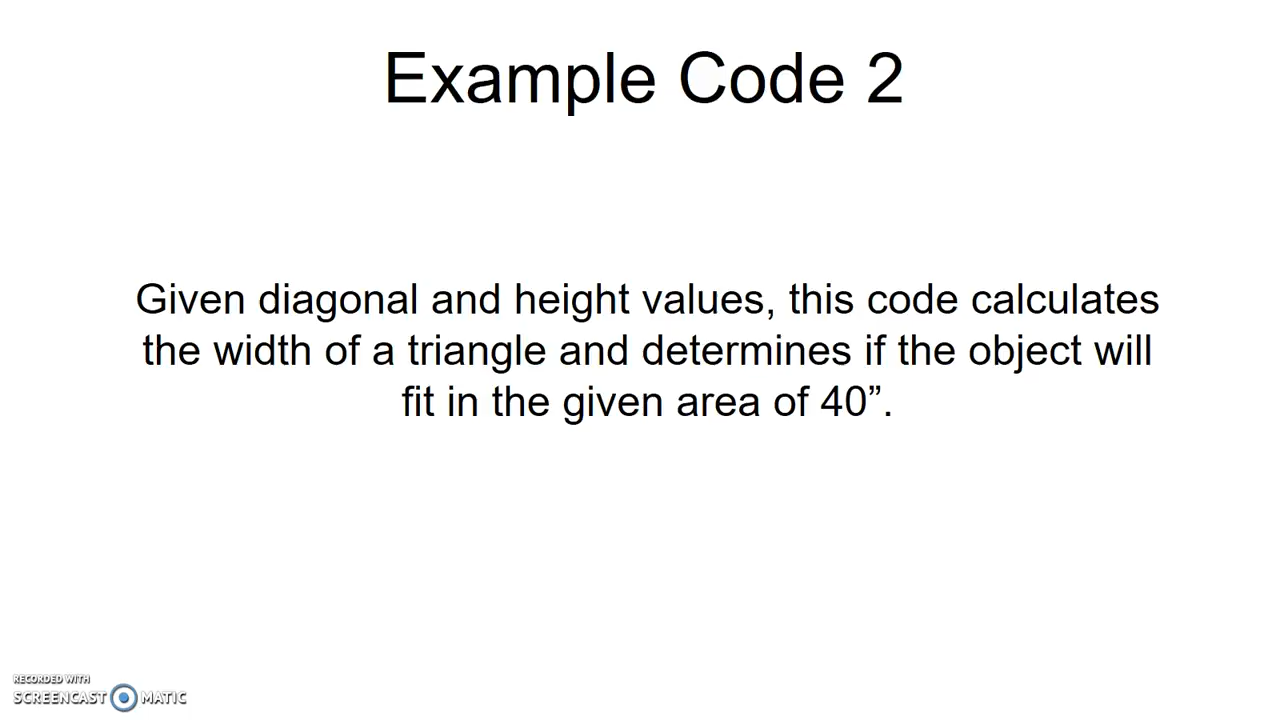 Example Code 2
Given diagonal and height values, this code calculates
the width of a triangle and determines if the object will
fit in the given area of 40”.
RECORDED WITH
SCREENCAST MATIC